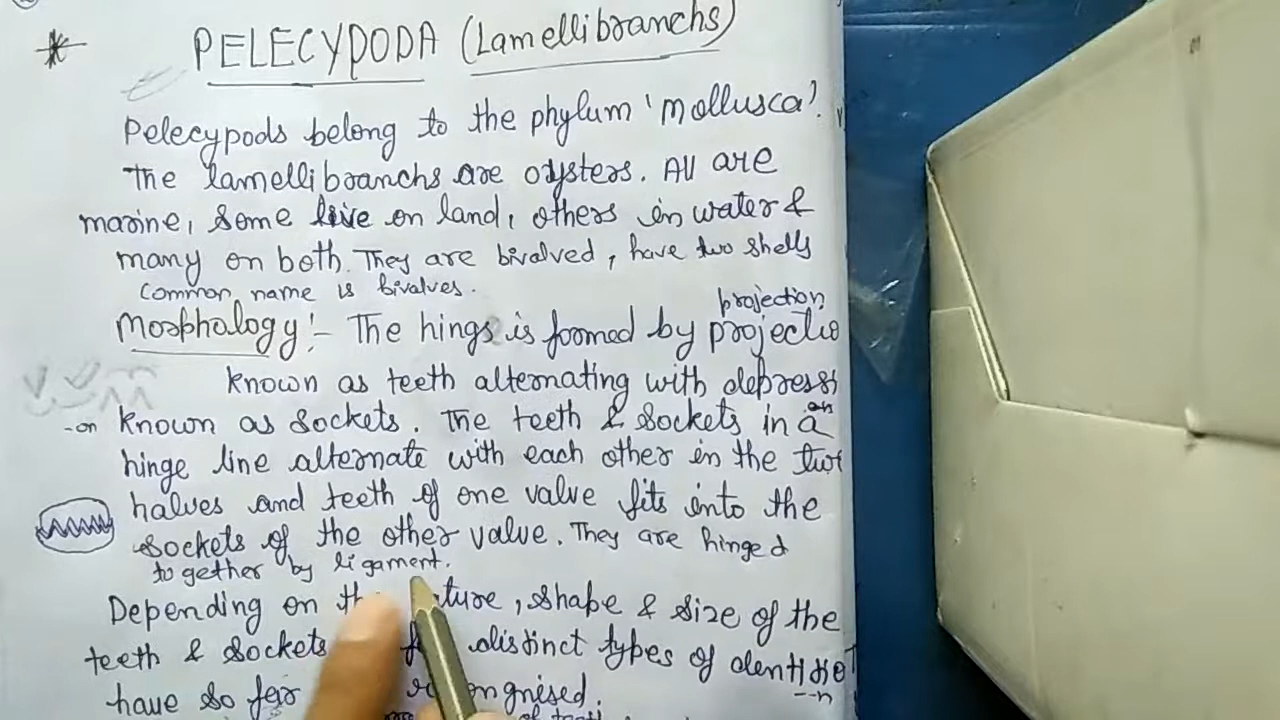 PELECYPODA (Lamellibranchs)
Pelecypods belong to the phylum 'Mollusca'.
The lamellibranchs are oysters. All are
marine, some live on land, others in water &
many on both. They are bivalved, have two shells
Common name is bivalves.
projection
Morphology :- The hings is formed by projectio
known as teeth alternating with depressi
-on known as sockets. The teeth & sockets in a
hinge line alternate with each other in the two
halves and teeth of one valve fits into the
sockets of the other valve. They are hinged
together by ligament.
Depending on the ture, shape & size of the
teeth & sockets distinct types of dentitio
-n
have so far gnised.
of teeth